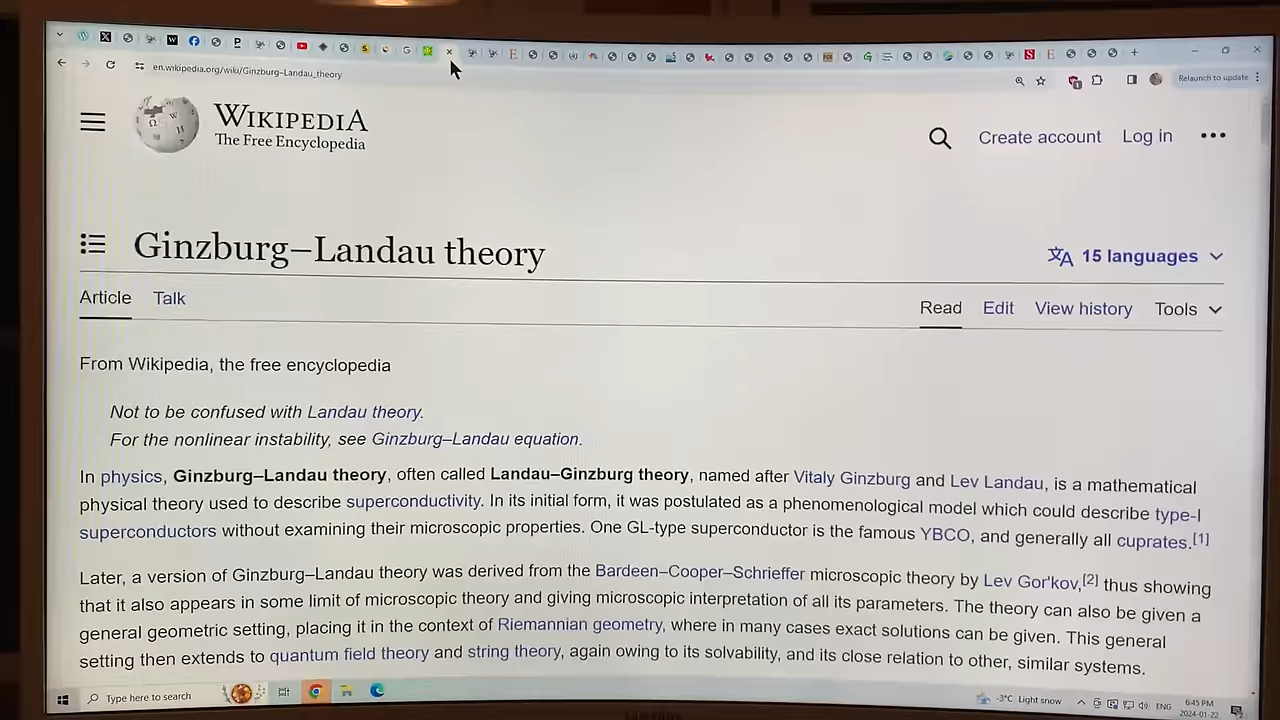 en.wikipedia.org/wiki/Ginzburg–Landau_theory
Relaunch to update
WIKIPEDIA
The Free Encyclopedia
Create account
Log in
Ginzburg–Landau theory
15 languages
Article
Talk
Read
Edit
View history
Tools
From Wikipedia, the free encyclopedia
Not to be confused with Landau theory.
For the nonlinear instability, see Ginzburg–Landau equation.
In physics, Ginzburg–Landau theory, often called Landau–Ginzburg theory, named after Vitaly Ginzburg and Lev Landau, is a mathematical
physical theory used to describe superconductivity. In its initial form, it was postulated as a phenomenological model which could describe type-I
superconductors without examining their microscopic properties. One GL-type superconductor is the famous YBCO, and generally all cuprates.[1]
Later, a version of Ginzburg–Landau theory was derived from the Bardeen–Cooper–Schrieffer microscopic theory by Lev Gor'kov,[2] thus showing
that it also appears in some limit of microscopic theory and giving microscopic interpretation of all its parameters. The theory can also be given a
general geometric setting, placing it in the context of Riemannian geometry, where in many cases exact solutions can be given. This general
setting then extends to quantum field theory and string theory, again owing to its solvability, and its close relation to other, similar systems.
Type here to search
-3°C Light snow
ENG
6:45 PM
2024-01-22